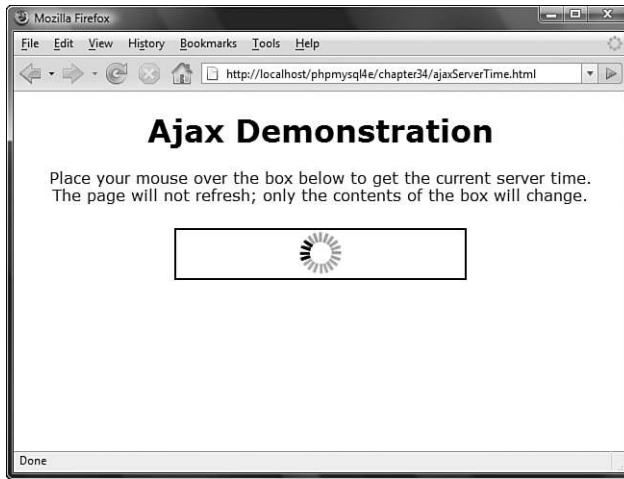 Mozilla Firefox
File Edit View History Bookmarks Tools Help
http://localhost/phpmysql4e/chapter34/ajaxServerTime.html
Ajax Demonstration
Place your mouse over the box below to get the current server time.
The page will not refresh; only the contents of the box will change.
Done